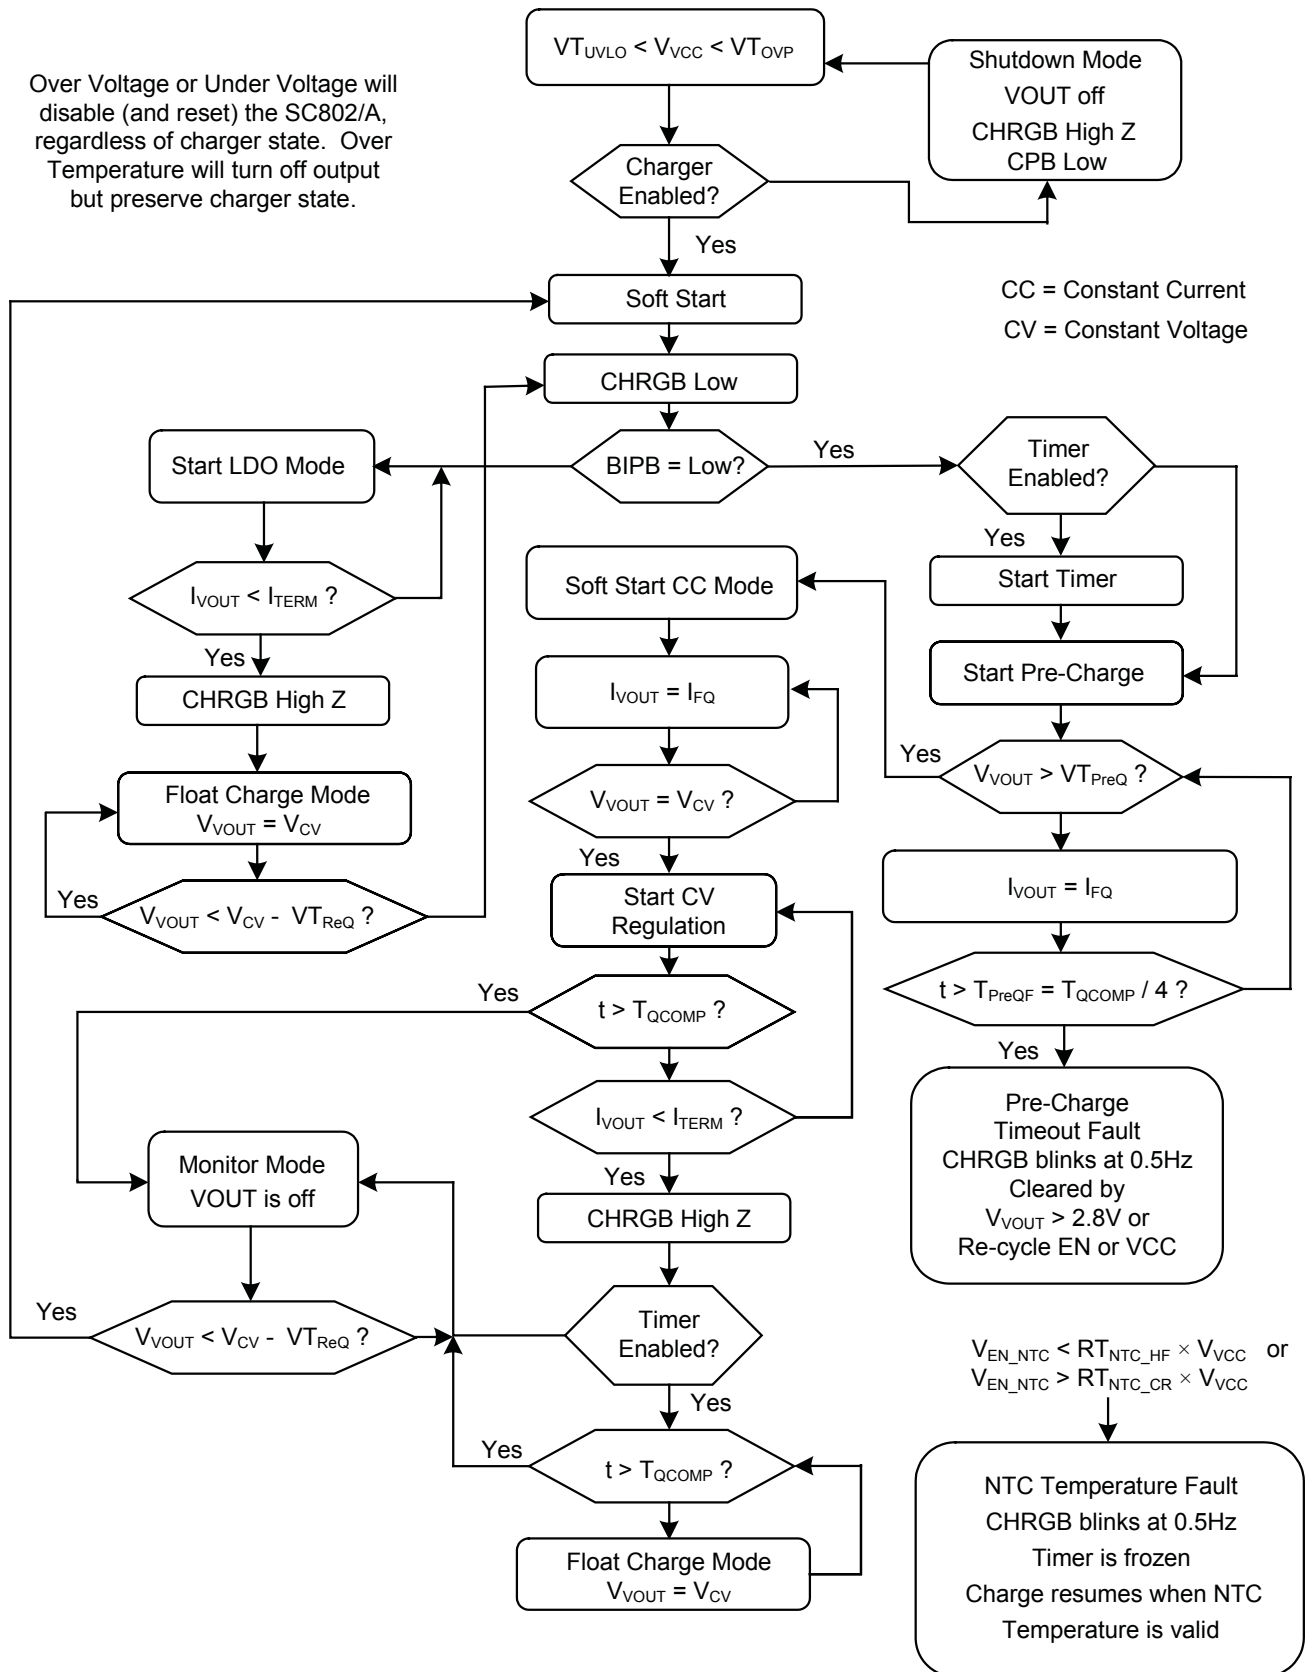 VT_UVLO < V_VCC < VT_OVP
Shutdown Mode
VOUT off
CHRGB High Z
CPB Low
Over Voltage or Under Voltage will
disable (and reset) the SC802/A,
regardless of charger state. Over
Temperature will turn off output
but preserve charger state.
Charger
Enabled?
Yes
Soft Start
CC = Constant Current
CV = Constant Voltage
CHRGB Low
Start LDO Mode
BIPB = Low?
Yes
Timer
Enabled?
Yes
Start Timer
Soft Start CC Mode
I_VOUT < I_TERM ?
Yes
Start Pre-Charge
CHRGB High Z
I_VOUT = I_FQ
Yes
V_VOUT > VT_PreQ ?
Float Charge Mode
V_VOUT = V_CV
V_VOUT = V_CV ?
Yes
I_VOUT = I_FQ
Yes
V_VOUT < V_CV - VT_ReQ ?
Start CV
Regulation
Yes
t > T_QCOMP ?
t > T_PreQF = T_QCOMP / 4 ?
Yes
I_VOUT < I_TERM ?
Yes
Pre-Charge
Timeout Fault
CHRGB blinks at 0.5Hz
Cleared by
V_VOUT > 2.8V or
Re-cycle EN or VCC
Monitor Mode
VOUT is off
CHRGB High Z
Yes
V_VOUT < V_CV - VT_ReQ ?
Timer
Enabled?
Yes
V_EN_NTC < RT_NTC_HF × V_VCC or
V_EN_NTC > RT_NTC_CR × V_VCC
Yes
t > T_QCOMP ?
Float Charge Mode
V_VOUT = V_CV
NTC Temperature Fault
CHRGB blinks at 0.5Hz
Timer is frozen
Charge resumes when NTC
Temperature is valid